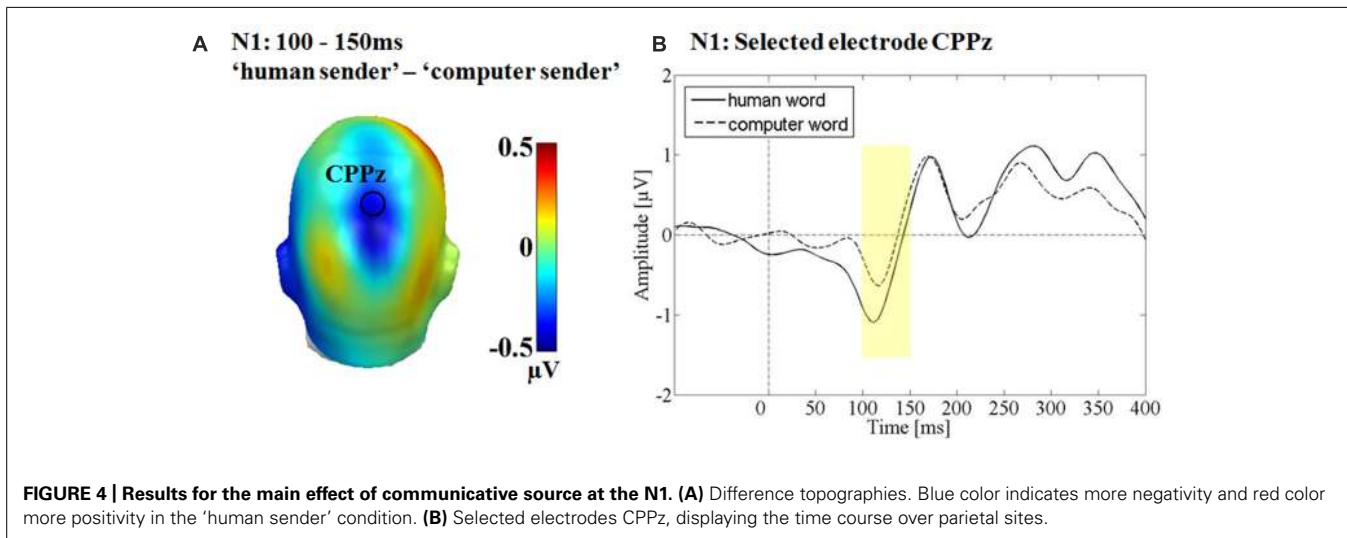 A N1: 100 - 150ms
'human sender' – 'computer sender'
CPPz
0.5
0
-0.5
µV
B N1: Selected electrode CPPz
human word
computer word
Amplitude [µV]
2
1
0
-1
-2
0 50 100 150 200 250 300 350 400
Time [ms]
FIGURE 4 | Results for the main effect of communicative source at the N1. (A) Difference topographies. Blue color indicates more negativity and red color
more positivity in the 'human sender' condition. (B) Selected electrodes CPPz, displaying the time course over parietal sites.